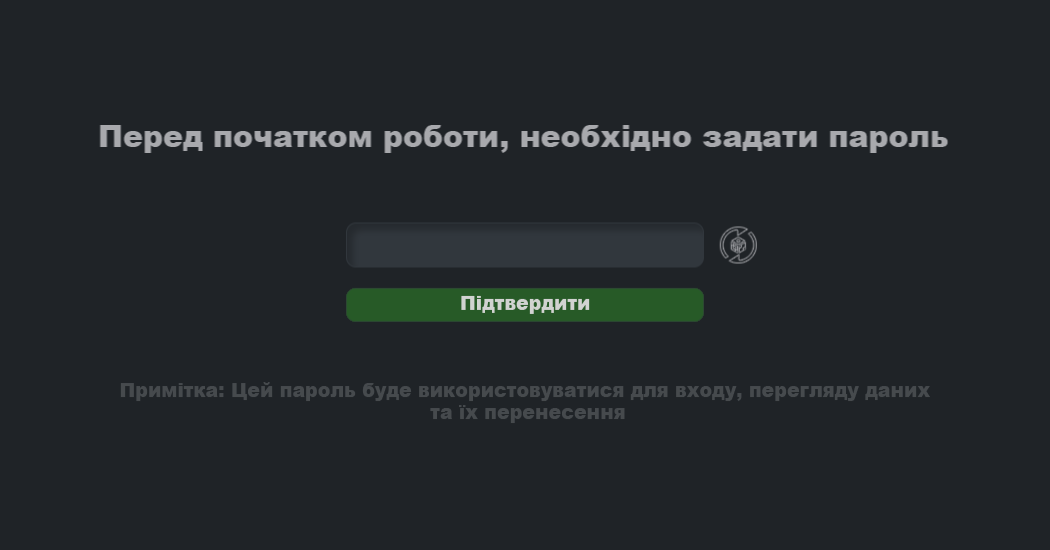 Перед початком роботи, необхідно задати пароль
Підтвердити
Примітка: Цей пароль буде використовуватися для входу, перегляду даних
та їх перенесення